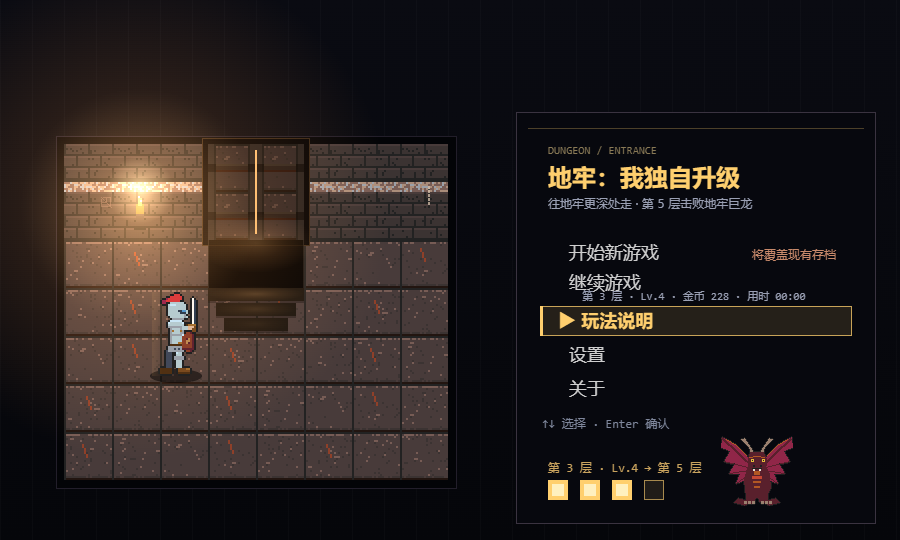 DUNGEON / ENTRANCE
地牢：我独自升级
往地牢更深处走 · 第 5 层击败地牢巨龙
开始新游戏 将覆盖现有存档
继续游戏
第 3 层 · Lv.4 · 金币 228 · 用时 00:00
▶ 玩法说明
设置
关于
↑↓ 选择 · Enter 确认
第 3 层 · Lv.4 → 第 5 层